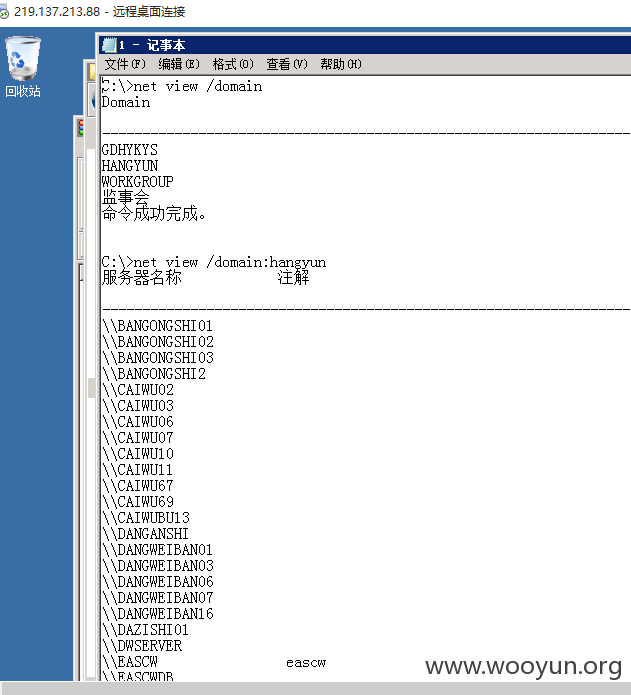 219.137.213.88 - 远程桌面连接
回收站
1 - 记事本
文件(F) 编辑(E) 格式(O) 查看(V) 帮助(H)
C:\>net view /domain
Domain
-------------------------------------------------------------------
GDHYKYS
HANGYUN
WORKGROUP
监事会
命令成功完成。
C:\>net view /domain:hangyun
服务器名称 注解
-------------------------------------------------------------------
\\BANGONGSHI01
\\BANGONGSHI02
\\BANGONGSHI03
\\BANGONGSHI2
\\CAIWU02
\\CAIWU03
\\CAIWU06
\\CAIWU07
\\CAIWU10
\\CAIWU11
\\CAIWU67
\\CAIWU69
\\CAIWUBU13
\\DANGANSHI
\\DANGWEIBAN01
\\DANGWEIBAN03
\\DANGWEIBAN06
\\DANGWEIBAN07
\\DANGWEIBAN16
\\DAZISHI01
\\DWSERVER
\\EASCW eascw
\\EASCWDB
www.wooyun.org